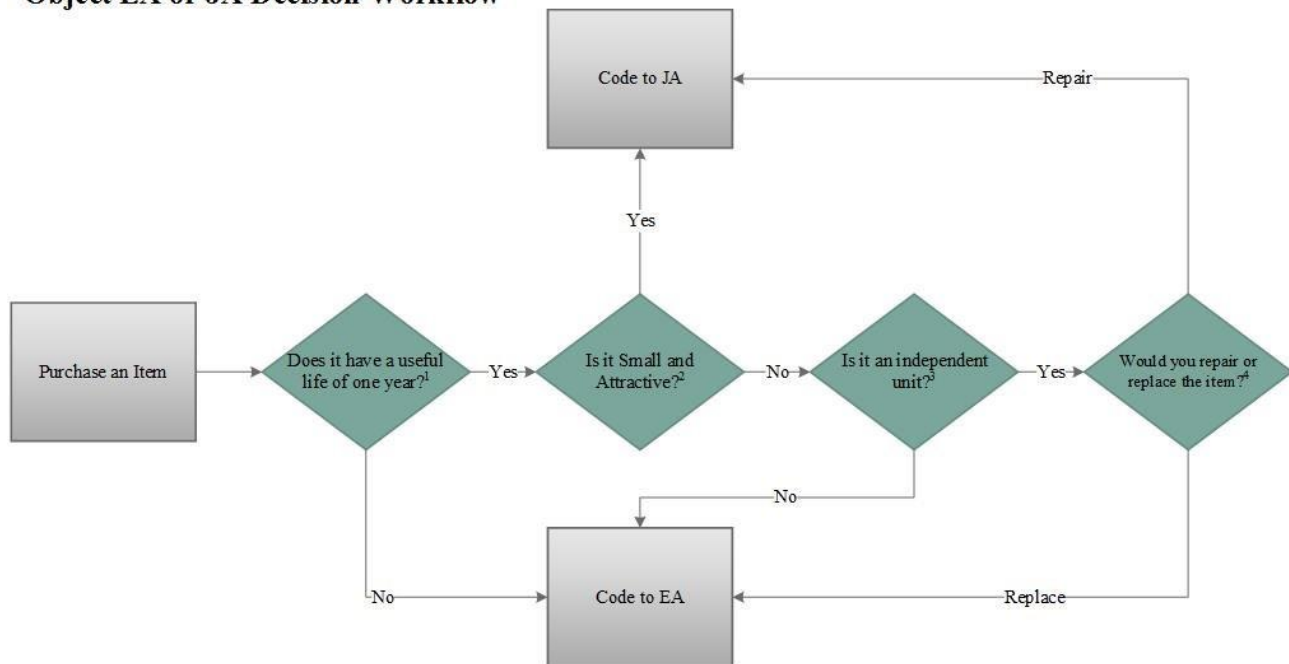 Object EA or JA Decision Workflow
Code to JA
Repair
Yes
Purchase an Item
Does it have a useful
life of one year?¹
Yes
Is it Small and
Attractive?²
No
Is it an independent
unit?³
Yes
Would you repair or
replace the item?⁴
No
No
Code to EA
Replace